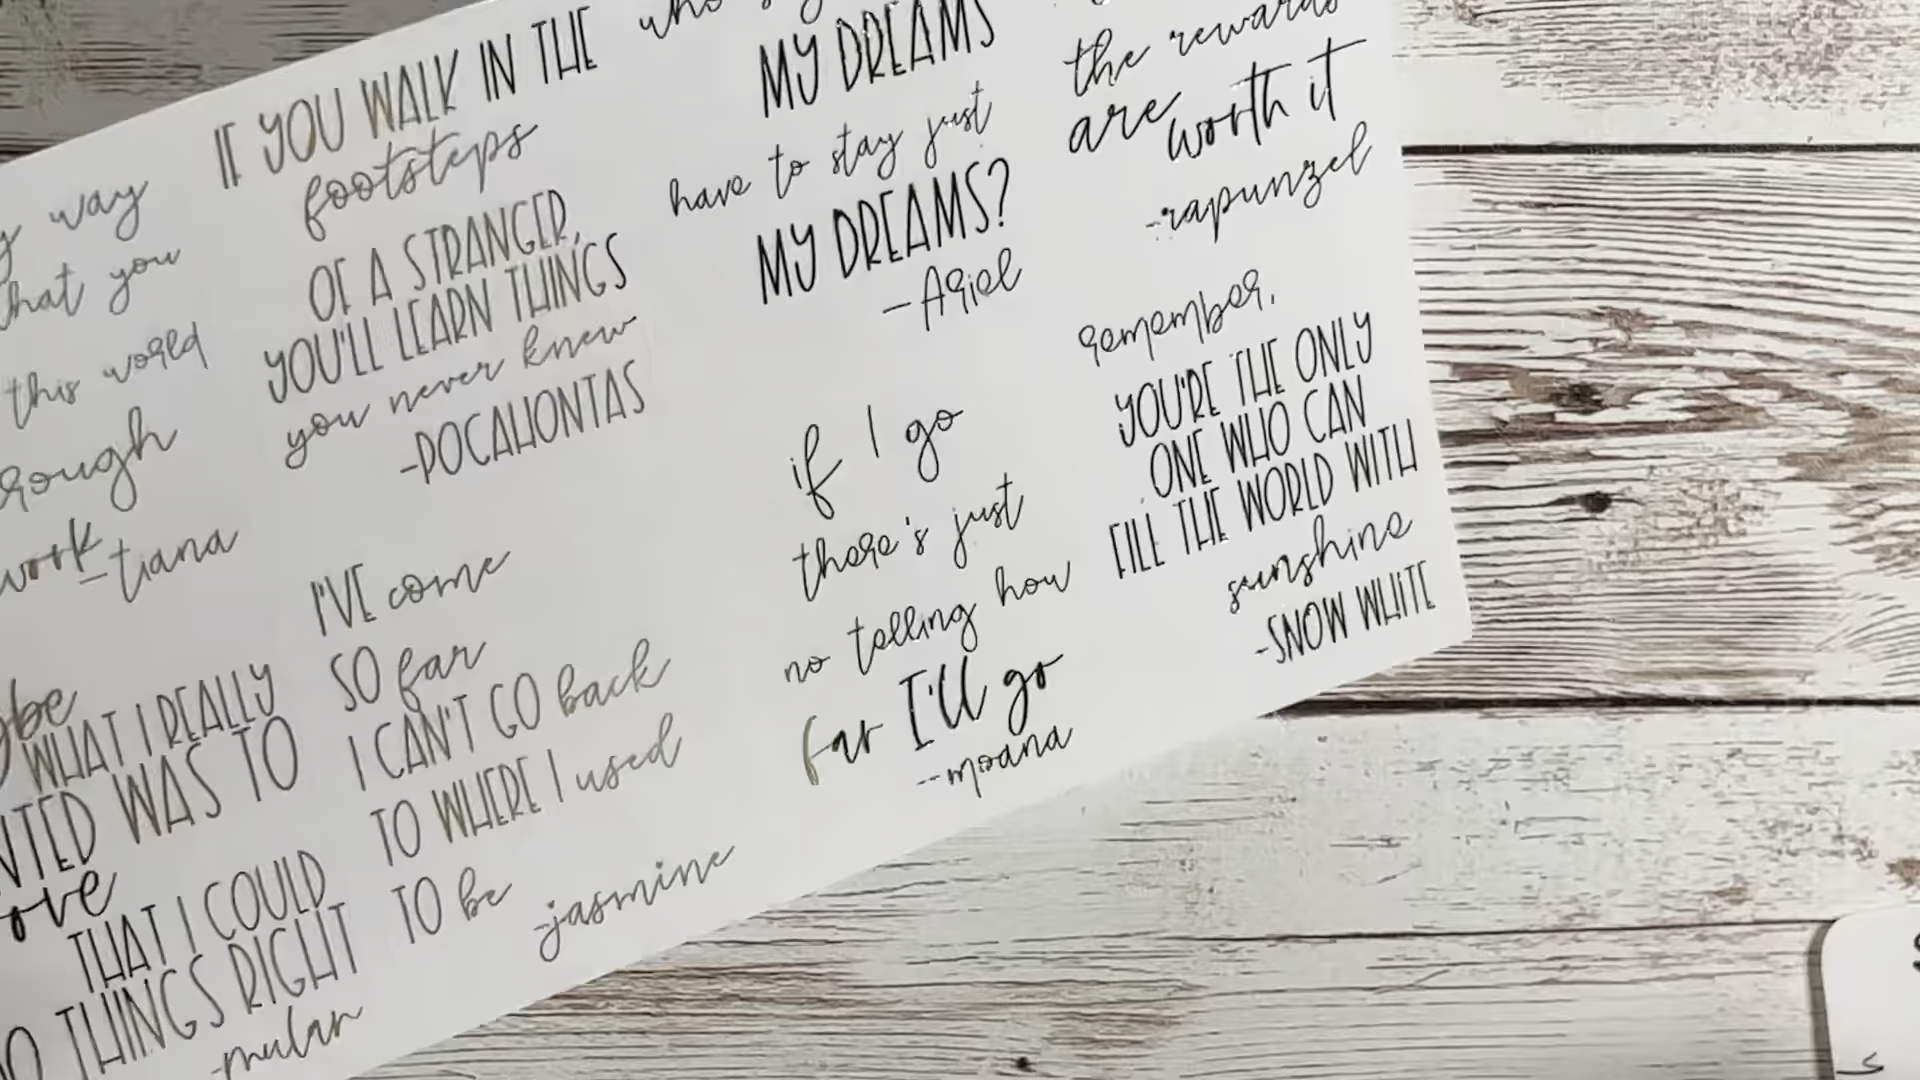 way
that you
this world
work
-tiana
be
WHAT I REALLY
WAS TO
THAT I COULD
THINGS RIGHT
-mulan
IF YOU WALK IN THE
footsteps
OF A STRANGER,
YOU'LL LEARN THINGS
you never knew
-POCAHONTAS
I'VE come
SO far
I CAN'T GO back
TO WHERE I used
TO be
-jasmine
who
MY DREAMS
have to stay just
MY DREAMS?
-Ariel
if I go
there's just
no telling how
far I'll go
--moana
the rewards
are worth it
-rapunzel
remember,
YOU'RE THE ONLY
ONE WHO CAN
FILL THE WORLD WITH
sunshine
-SNOW WHITE